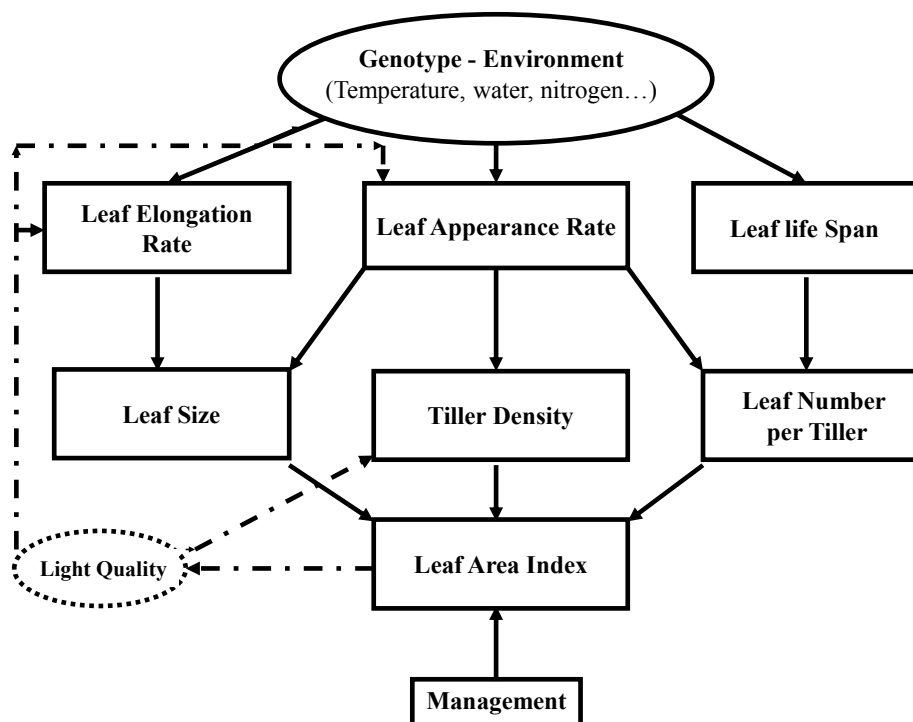 Genotype - Environment
(Temperature, water, nitrogen…)
Leaf Elongation
Rate
Leaf Appearance Rate
Leaf life Span
Leaf Size
Tiller Density
Leaf Number
per Tiller
Light Quality
Leaf Area Index
Management